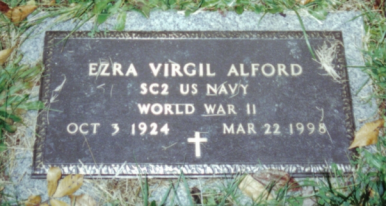 EZRA VIRGIL ALFORD
SC2 US NAVY
WORLD WAR II
OCT 3 1924 MAR 22 1998